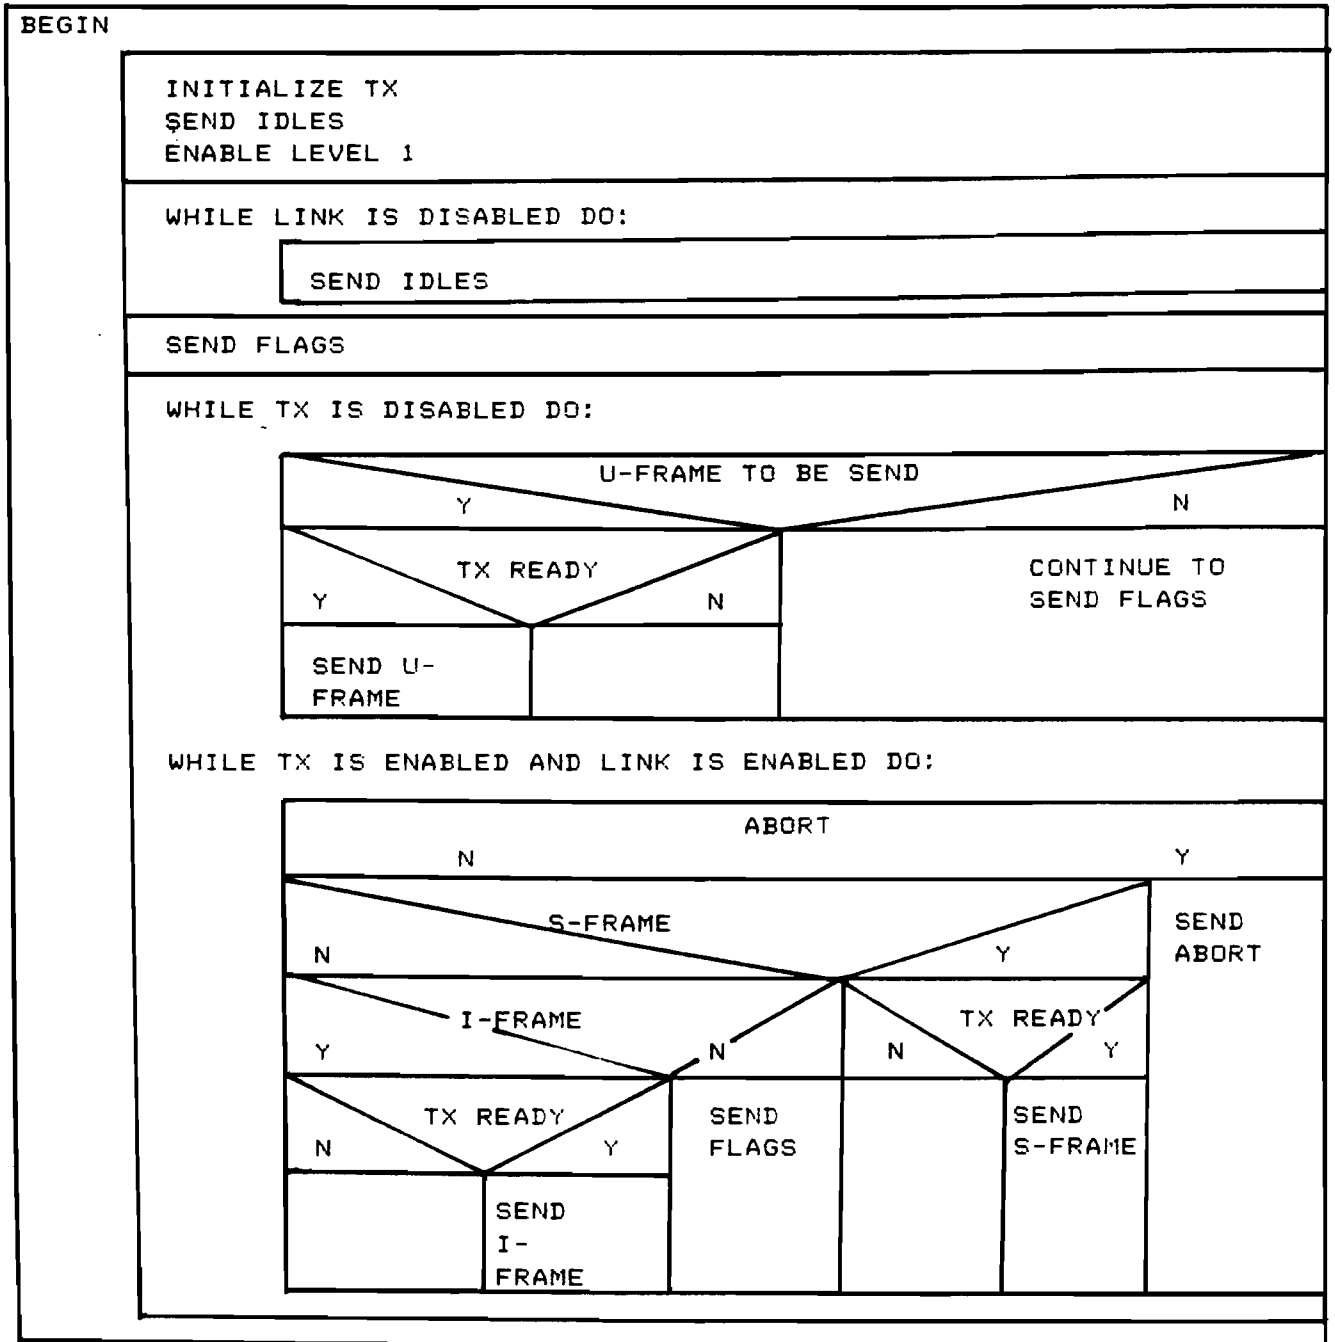 BEGIN
INITIALIZE TX
SEND IDLES
ENABLE LEVEL 1
WHILE LINK IS DISABLED DO:
SEND IDLES
SEND FLAGS
WHILE TX IS DISABLED DO:
U-FRAME TO BE SEND
Y
N
TX READY
Y
N
CONTINUE TO
SEND FLAGS
SEND U-
FRAME
WHILE TX IS ENABLED AND LINK IS ENABLED DO:
ABORT
N
Y
S-FRAME
N
Y
SEND
ABORT
I-FRAME
Y
N
TX READY
N
Y
TX READY
N
Y
SEND
FLAGS
SEND
S-FRAME
SEND
I-
FRAME